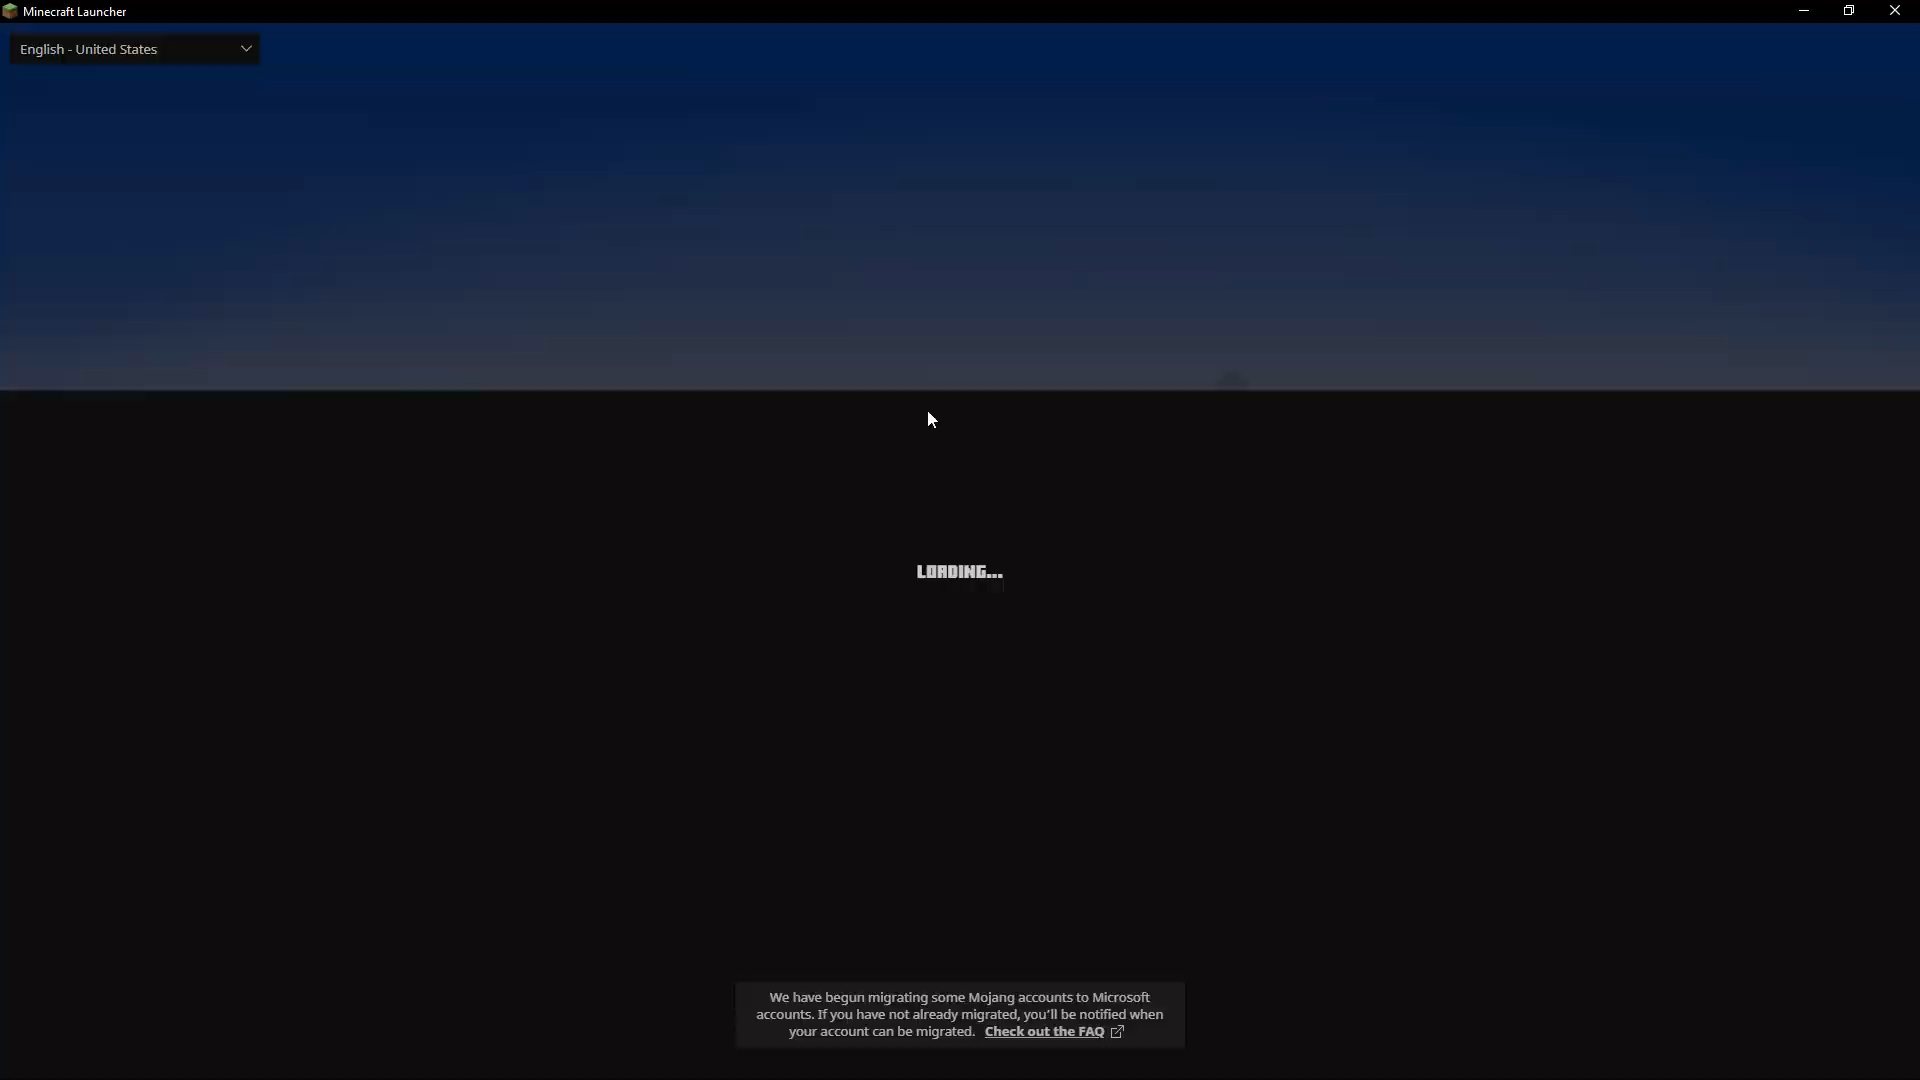 Minecraft Launcher
English - United States
LOADING...
We have begun migrating some Mojang accounts to Microsoft
accounts. If you have not already migrated, you'll be notified when
your account can be migrated. Check out the FAQ